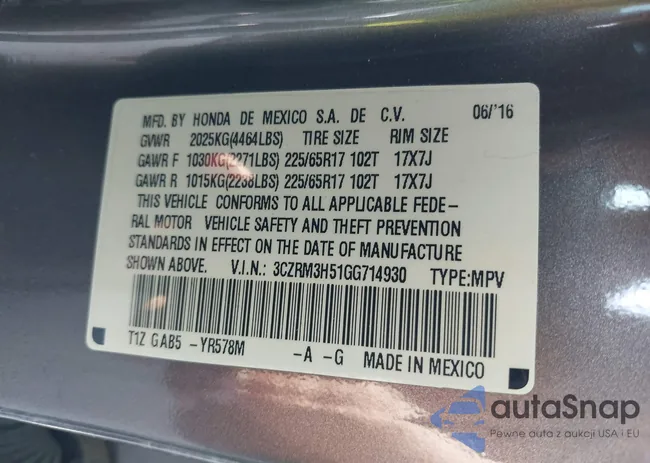 MFD. BY HONDA DE MEXICO S.A. DE C.V. 06/'16
GVWR 2025KG(4464LBS) TIRE SIZE RIM SIZE
GAWR F 1030KG(2271LBS) 225/65R17 102T 17X7J
GAWR R 1015KG(2238LBS) 225/65R17 102T 17X7J
THIS VEHICLE CONFORMS TO ALL APPLICABLE FEDE-
RAL MOTOR VEHICLE SAFETY AND THEFT PREVENTION
STANDARDS IN EFFECT ON THE DATE OF MANUFACTURE
SHOWN ABOVE. V.I.N.: 3CZRM3H51GG714930 TYPE:MPV
T1Z GAB5 -YR578M -A -G MADE IN MEXICO
autaSnap
Pewne auta z aukcji USA i EU